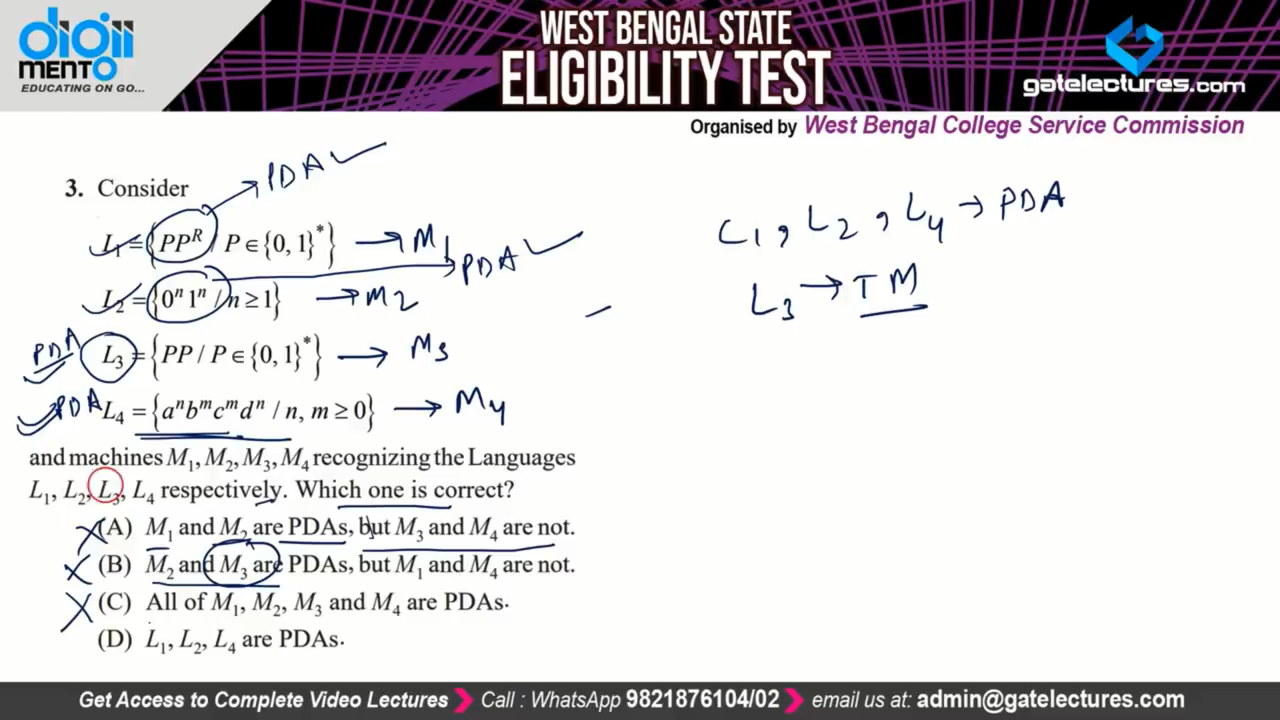 digii
mento
EDUCATING ON GO...
WEST BENGAL STATE
ELIGIBILITY TEST
gatelectures.com
Organised by West Bengal College Service Commission
PDA
3. Consider
L₁ = {PPᴿ / P ∈ {0, 1}*} → M₁
PDA
L₂ = {0ⁿ 1ⁿ / n ≥ 1} → M2
PDA L₃ = {PP / P ∈ {0, 1}*} → M3
PDA L₄ = {aⁿbᵐcᵐdⁿ / n, m ≥ 0} → M4
L1, L2, L4 → PDA
L3 → TM
and machines M₁, M₂, M₃, M₄ recognizing the Languages
L₁, L₂, L₃, L₄ respectively. Which one is correct?
(A) M₁ and M₂ are PDAs, but M₃ and M₄ are not.
(B) M₂ and M₃ are PDAs, but M₁ and M₄ are not.
(C) All of M₁, M₂, M₃ and M₄ are PDAs.
(D) L₁, L₂, L₄ are PDAs.
Get Access to Complete Video Lectures Call : WhatsApp 9821876104/02 email us at: admin@gatelectures.com